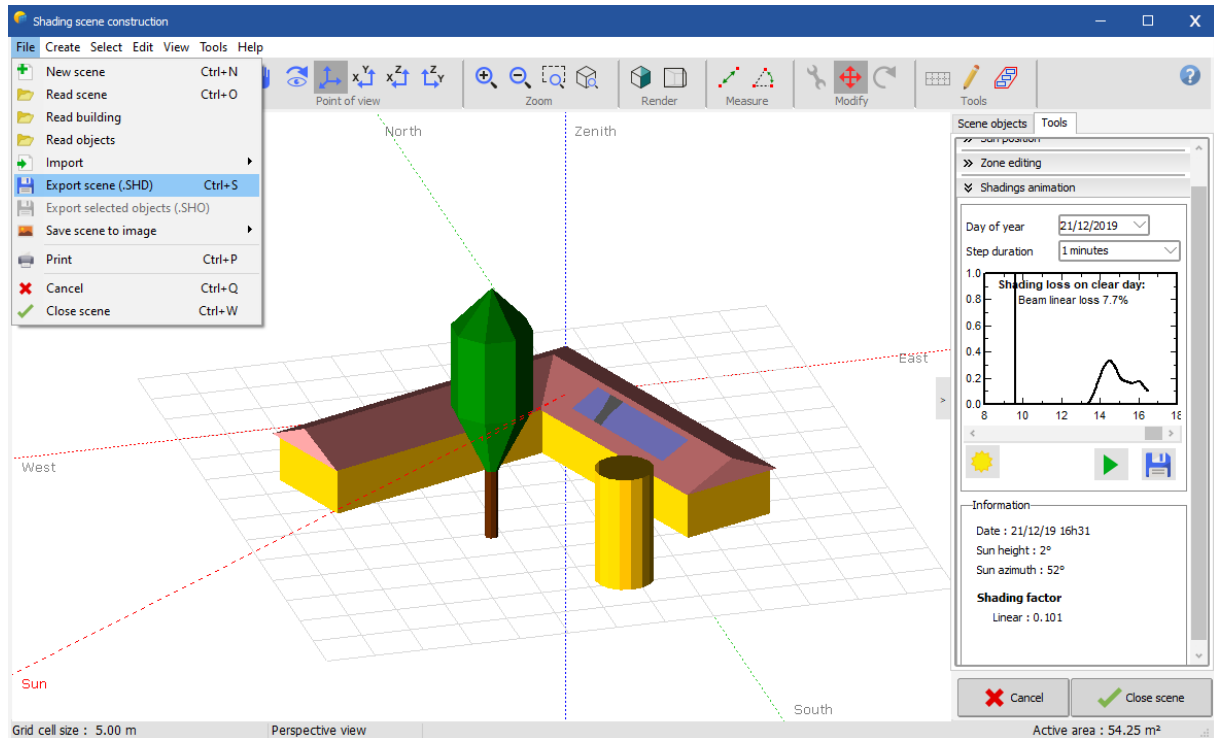 Shading scene construction
File Create Select Edit View Tools Help
New scene Ctrl+N
Read scene Ctrl+O
Read building
Read objects
Import
Export scene (.SHD) Ctrl+S
Export selected objects (.SHO)
Save scene to image
Print Ctrl+P
Cancel Ctrl+Q
Close scene Ctrl+W
X Y
X Z
Z Y
Point of view
Zoom
Render
Measure
Modify
Tools
?
North
Zenith
East
West
Sun
South
>
Scene objects Tools
Sun position
Zone editing
Shadings animation
Day of year 21/12/2019
Step duration 1 minutes
Shading loss on clear day:
Beam linear loss 7.7%
1.0
0.8
0.6
0.4
0.2
0.0
8 10 12 14 16 18
Information
Date : 21/12/19 16h31
Sun height : 2°
Sun azimuth : 52°
Shading factor
Linear : 0.101
Cancel Close scene
Grid cell size : 5.00 m Perspective view Active area : 54.25 m²